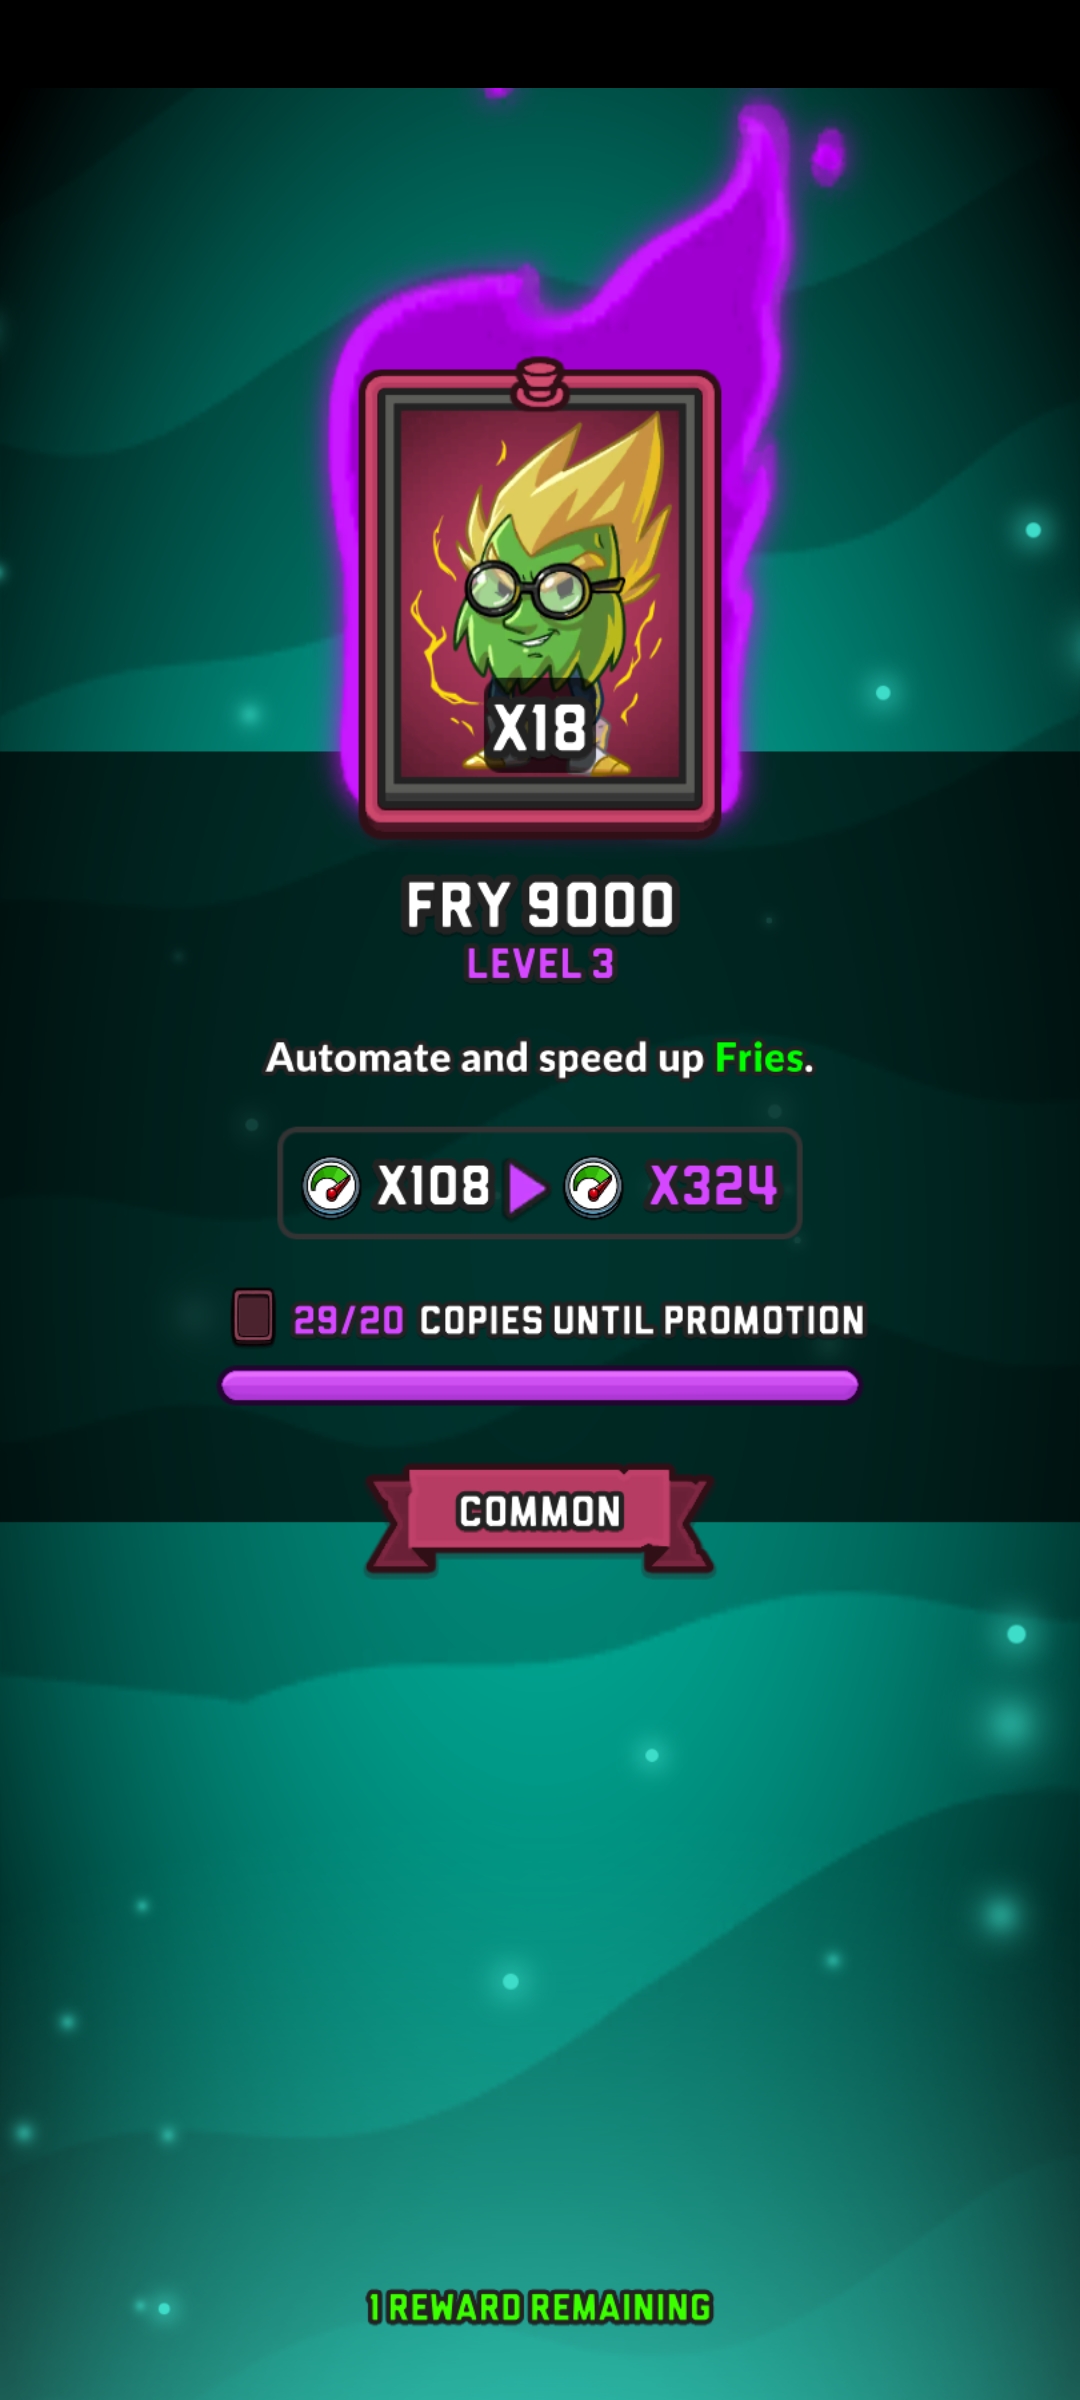 X18
FRY 9000
LEVEL 3
Automate and speed up Fries.
X108 X324
29/20 COPIES UNTIL PROMOTION
COMMON
1 REWARD REMAINING